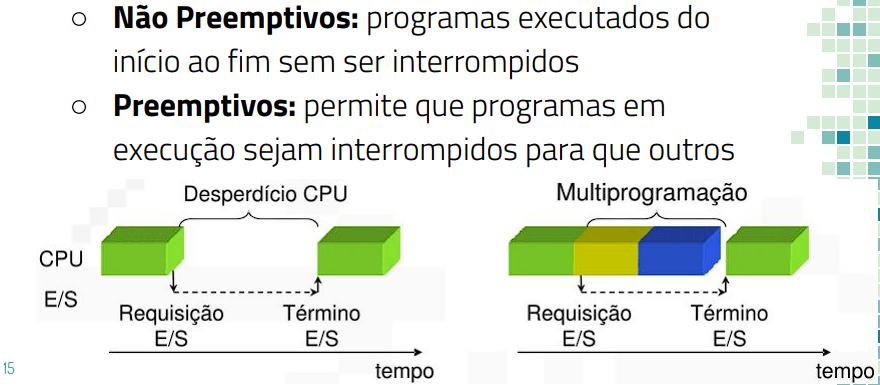 ○ Não Preemptivos: programas executados do
início ao fim sem ser interrompidos
○ Preemptivos: permite que programas em
execução sejam interrompidos para que outros
Desperdício CPU
CPU
E/S
Requisição
E/S
Término
E/S
tempo
Multiprogramação
Requisição
E/S
Término
E/S
tempo
15